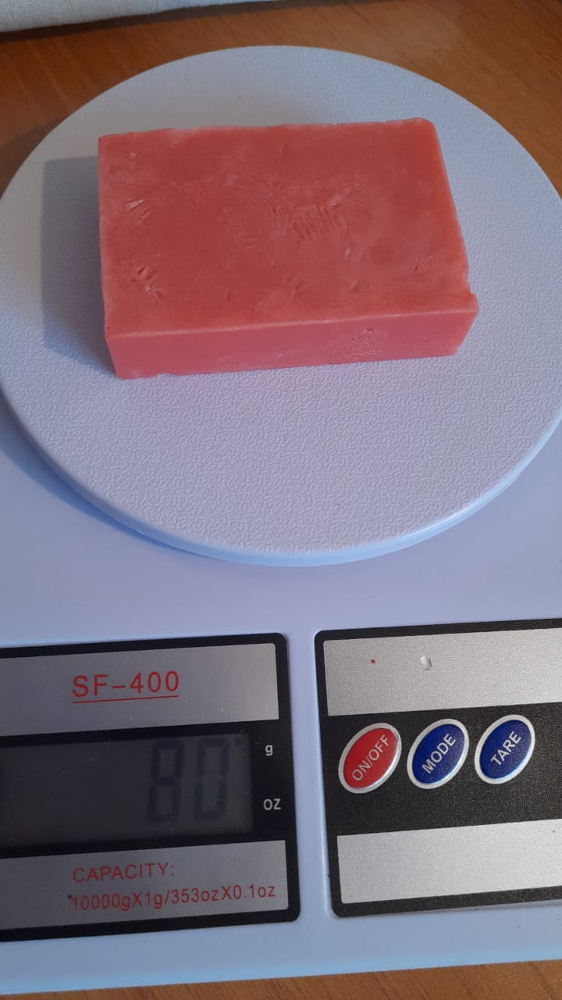 SF-400
80
g
oz
CAPACITY:
10000gX1g/353ozX0.1oz
ON/OFF
MODE
TARE